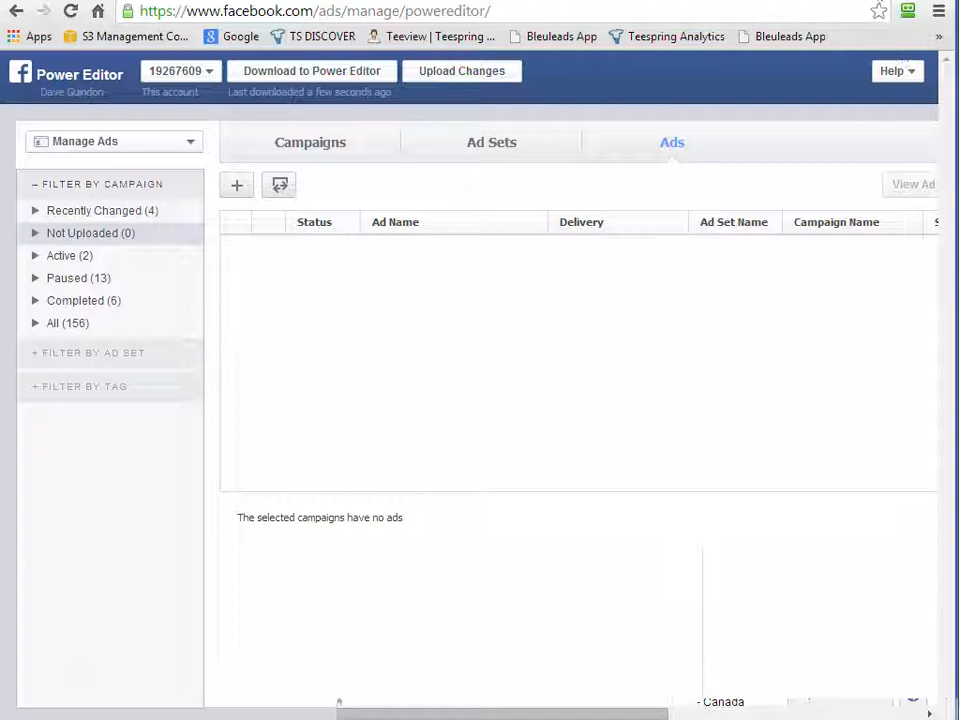 https://www.facebook.com/ads/manage/powereditor/
Apps S3 Management Co... Google TS DISCOVER Teeview | Teespring ... Bleuleads App Teespring Analytics Bleuleads App »
Power Editor 19267609 Download to Power Editor Upload Changes Help
Dave Guindon This account Last downloaded a few seconds ago
Manage Ads Campaigns Ad Sets Ads
– FILTER BY CAMPAIGN View Ad
Recently Changed (4)
Status Ad Name Delivery Ad Set Name Campaign Name S
Not Uploaded (0)
Active (2)
Paused (13)
Completed (6)
All (156)
+ FILTER BY AD SET
+ FILTER BY TAG
The selected campaigns have no ads
- Canada